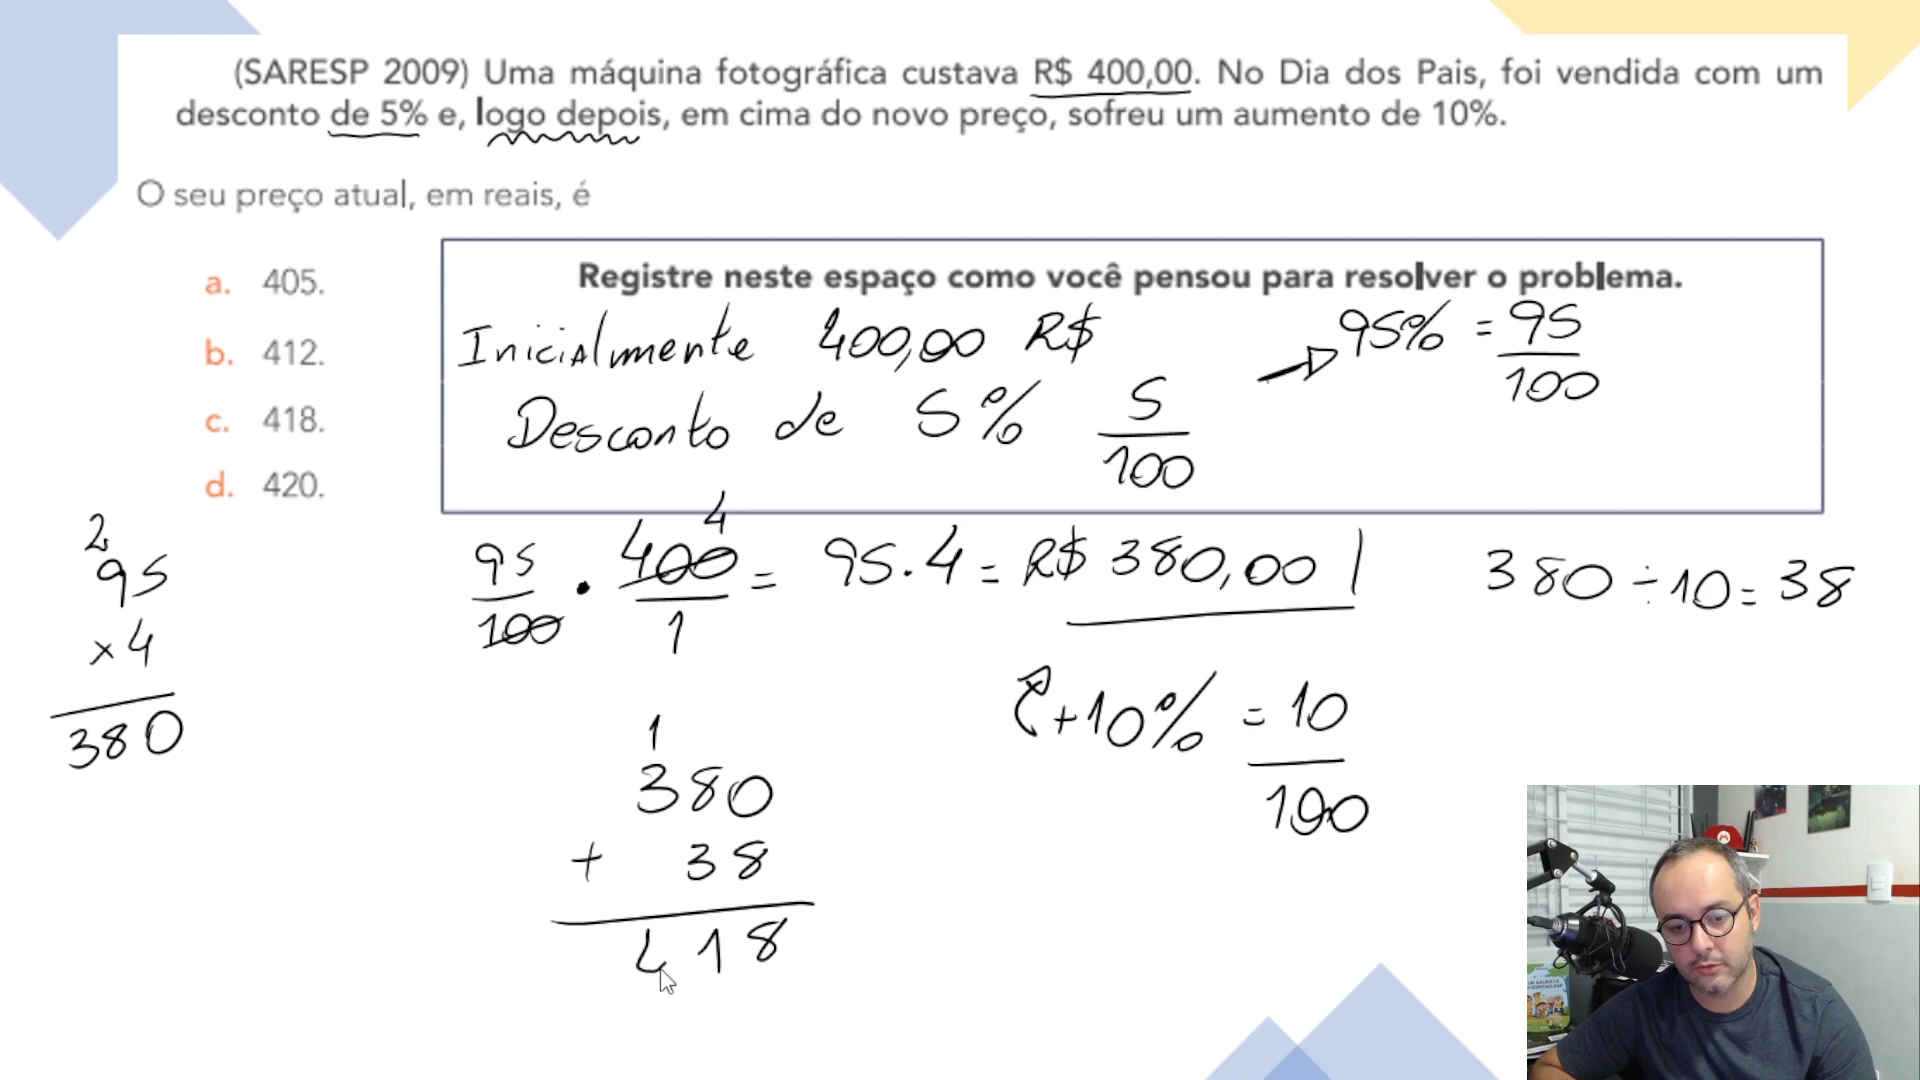 (SARESP 2009) Uma máquina fotográfica custava R$ 400,00. No Dia dos Pais, foi vendida com um
desconto de 5% e, logo depois, em cima do novo preço, sofreu um aumento de 10%.
O seu preço atual, em reais, é
a. 405.
b. 412.
c. 418.
d. 420.
Registre neste espaço como você pensou para resolver o problema.
Inicialmente 400,00 R$
95% = 95
100
Desconto de 5% 5
100
2
95
x 4
380
95
100
·
4
400
1
= 95.4 = R$ 380,00
380 ÷ 10 = 38
+10% = 10
100
1
380
+ 38
418